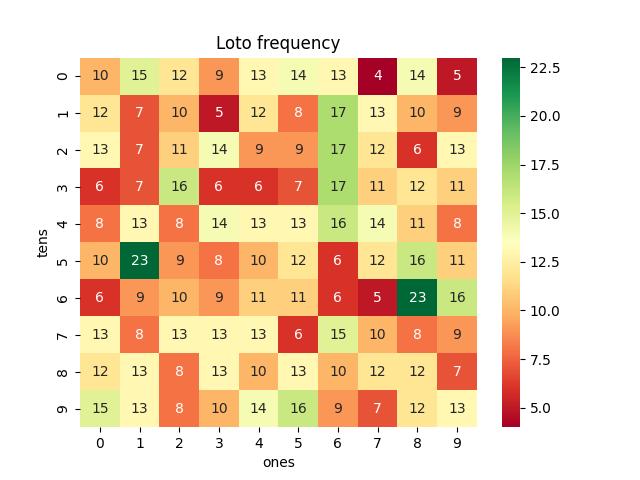 Loto frequency
0 10 15 12 9 13 14 13 4 14 5
1 12 7 10 5 12 8 17 13 10 9
2 13 7 11 14 9 9 17 12 6 13
3 6 7 16 6 6 7 17 11 12 11
4 8 13 8 14 13 13 16 14 11 8
5 10 23 9 8 10 12 6 12 16 11
6 6 9 10 9 11 11 6 5 23 16
7 13 8 13 13 13 6 15 10 8 9
8 12 13 8 13 10 13 10 12 12 7
9 15 13 8 10 14 16 9 7 12 13
0 1 2 3 4 5 6 7 8 9
ones
tens
22.5
20.0
17.5
15.0
12.5
10.0
7.5
5.0